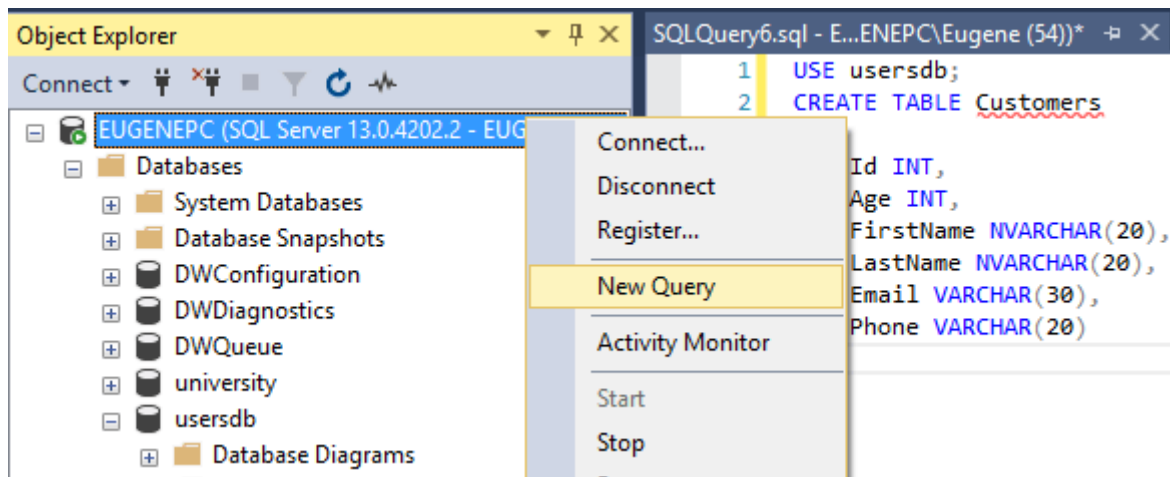 Object Explorer
Connect
EUGENEPC (SQL Server 13.0.4202.2 - EUG
Databases
System Databases
Database Snapshots
DWConfiguration
DWDiagnostics
DWQueue
university
usersdb
Database Diagrams
Connect...
Disconnect
Register...
New Query
Activity Monitor
Start
Stop
SQLQuery6.sql - E...ENEPC\Eugene (54))*
1 USE usersdb;
2 CREATE TABLE Customers
Id INT,
Age INT,
FirstName NVARCHAR(20),
LastName NVARCHAR(20),
Email VARCHAR(30),
Phone VARCHAR(20)